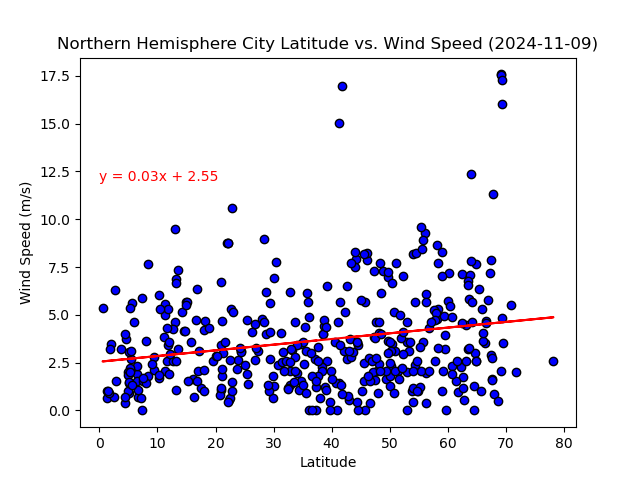 Northern Hemisphere City Latitude vs. Wind Speed (2024-11-09)
17.5
15.0
12.5
10.0
7.5
5.0
2.5
0.0
Wind Speed (m/s)
y = 0.03x + 2.55
0 10 20 30 40 50 60 70 80
Latitude